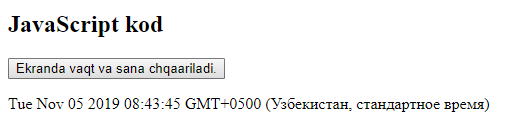 JavaScript kod
Ekranda vaqt va sana chqaariladi.
Tue Nov 05 2019 08:43:45 GMT+0500 (Узбекистан, стандартное время)